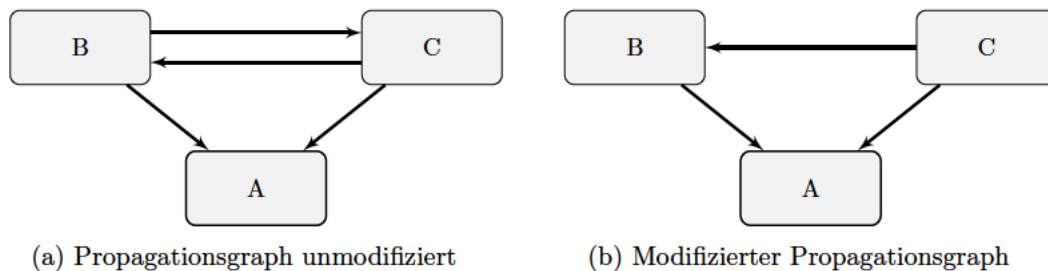 B
C
B
C
A
A
(a) Propagationsgraph unmodifiziert
(b) Modifizierter Propagationsgraph